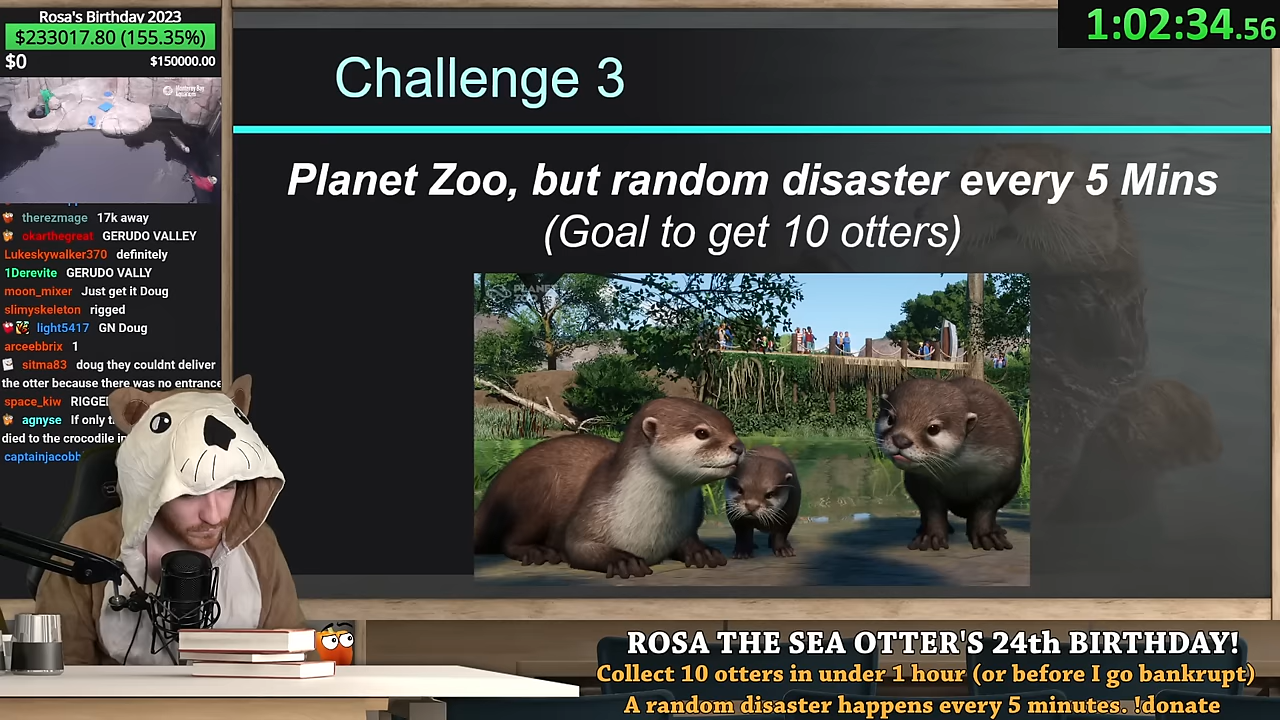 Rosa's Birthday 2023
$233017.80 (155.35%)
$0
$150000.00
therezmage 17k away
okarthegreat GERUDO VALLEY
Lukeskywalker370 definitely
1Derevite GERUDO VALLY
moon_mixer Just get it Doug
slimyskeleton rigged
light5417 GN Doug
arceebbrix 1
sitma83 doug they couldnt deliver
the otter because there was no entrance
space_kiw RIGGE
agnyse If only t
died to the crocodile i
captainjacob
1:02:34.56
Challenge 3
Planet Zoo, but random disaster every 5 Mins
(Goal to get 10 otters)
ROSA THE SEA OTTER'S 24th BIRTHDAY!
Collect 10 otters in under 1 hour (or before I go bankrupt)
A random disaster happens every 5 minutes. !donate